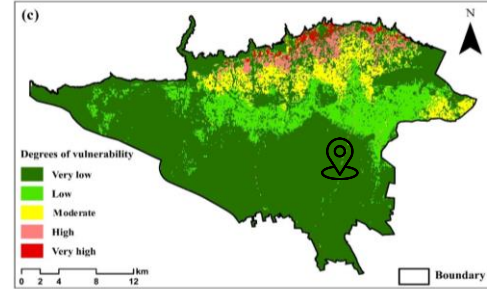 (c)
N
Degrees of vulnerability
Very low
Low
Moderate
High
Very high
0 2 4 8 12 km
Boundary